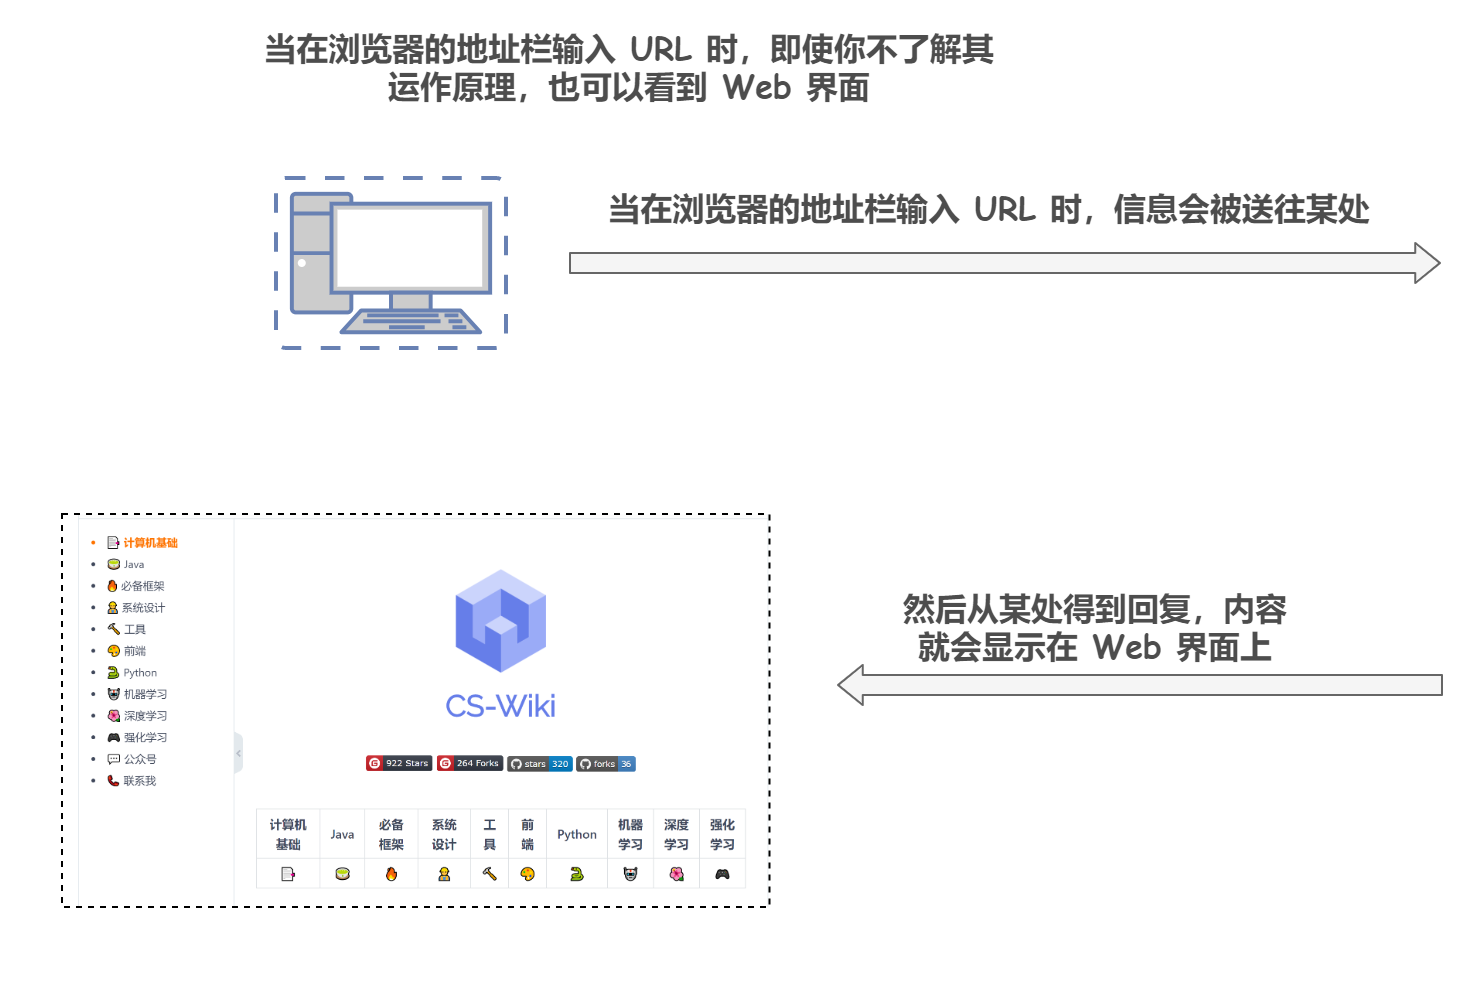 当在浏览器的地址栏输入 URL 时，即使你不了解其
运作原理，也可以看到 Web 界面
当在浏览器的地址栏输入 URL 时，信息会被送往某处
计算机基础
Java
必备框架
系统设计
工具
前端
Python
机器学习
深度学习
强化学习
公众号
联系我
CS-Wiki
922 Stars 264 Forks stars 320 forks 36
计算机 必备 系统 工 前 机器 深度 强化
Java Python
基础 框架 设计 具 端 学习 学习 学习
然后从某处得到回复，内容
就会显示在 Web 界面上